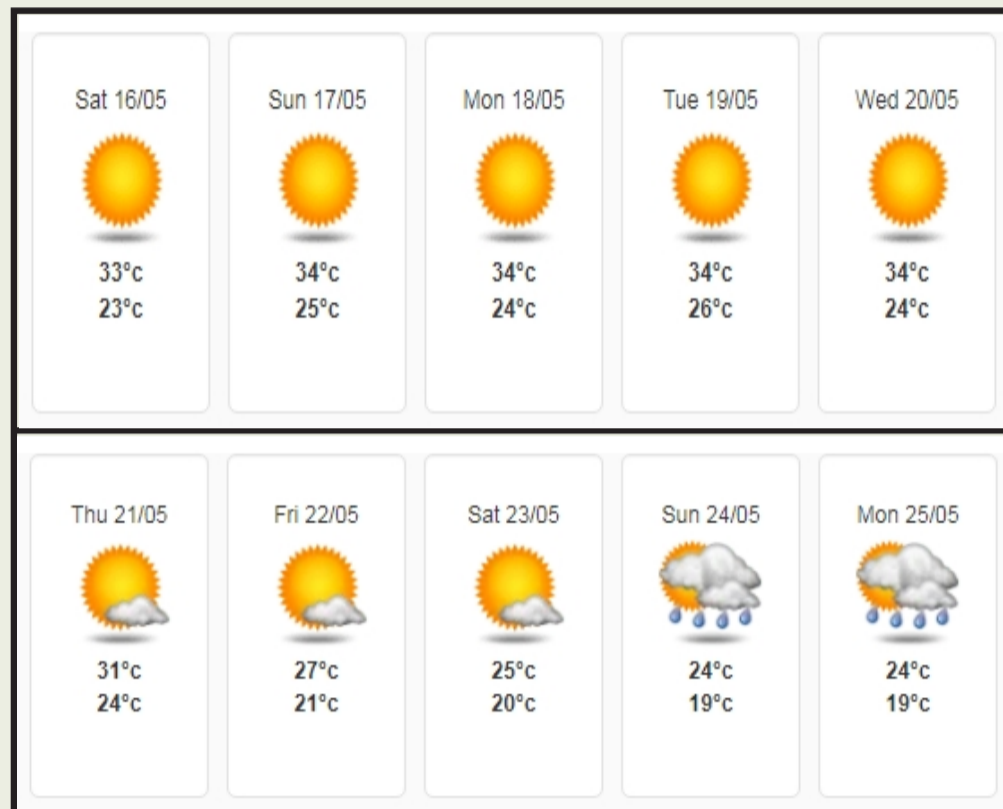 Sat 16/05
33°c
23°c
Sun 17/05
34°c
25°c
Mon 18/05
34°c
24°c
Tue 19/05
34°c
26°c
Wed 20/05
34°c
24°c
Thu 21/05
31°c
24°c
Fri 22/05
27°c
21°c
Sat 23/05
25°c
20°c
Sun 24/05
24°c
19°c
Mon 25/05
24°c
19°c